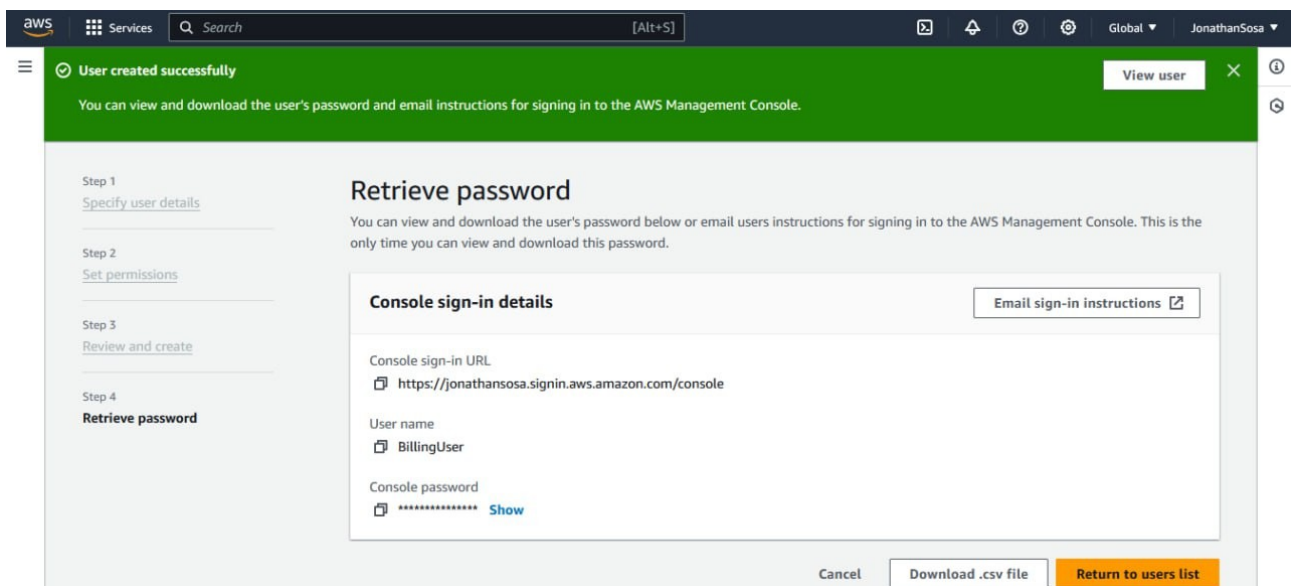 aws
Services
Search
[Alt+S]
Global
JonathanSosa
User created successfully
View user
You can view and download the user's password and email instructions for signing in to the AWS Management Console.
Step 1
Specify user details
Step 2
Set permissions
Step 3
Review and create
Step 4
Retrieve password
Retrieve password
You can view and download the user's password below or email users instructions for signing in to the AWS Management Console. This is the
only time you can view and download this password.
Console sign-in details
Email sign-in instructions
Console sign-in URL
https://jonathansosa.signin.aws.amazon.com/console
User name
BillingUser
Console password
*************** Show
Cancel
Download .csv file
Return to users list